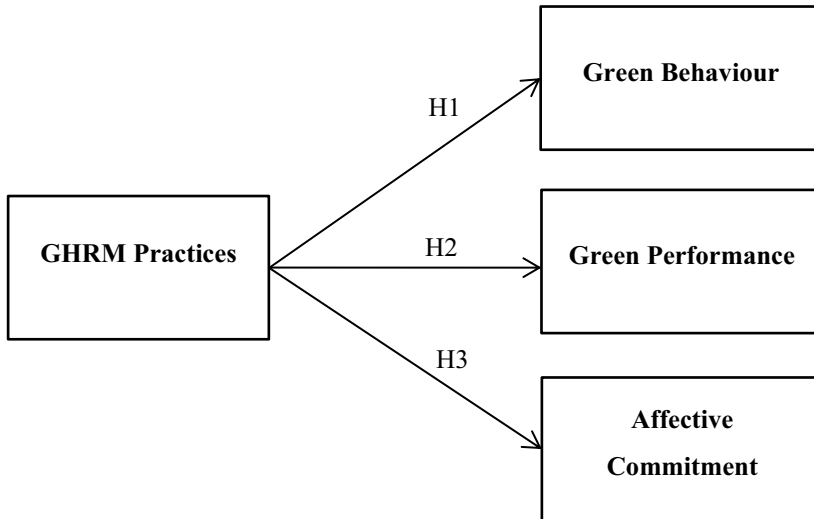 Green Behaviour
H1
GHRM Practices
H2
Green Performance
H3
Affective
Commitment